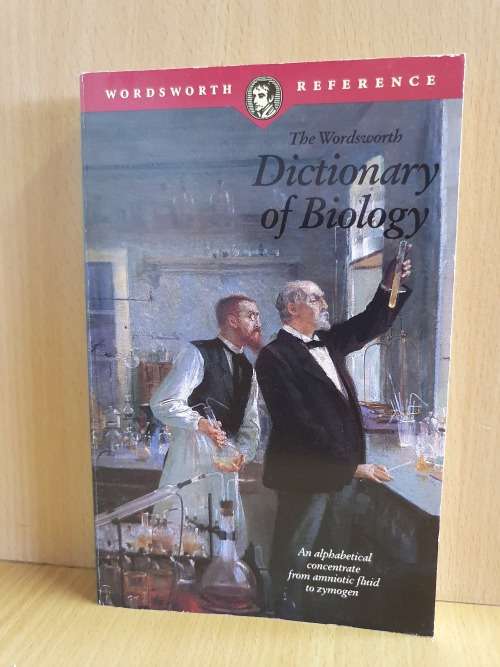 WORDSWORTH REFERENCE
The Wordsworth
Dictionary
of Biology
An alphabetical
concentrate
from amniotic fluid
to zymogen